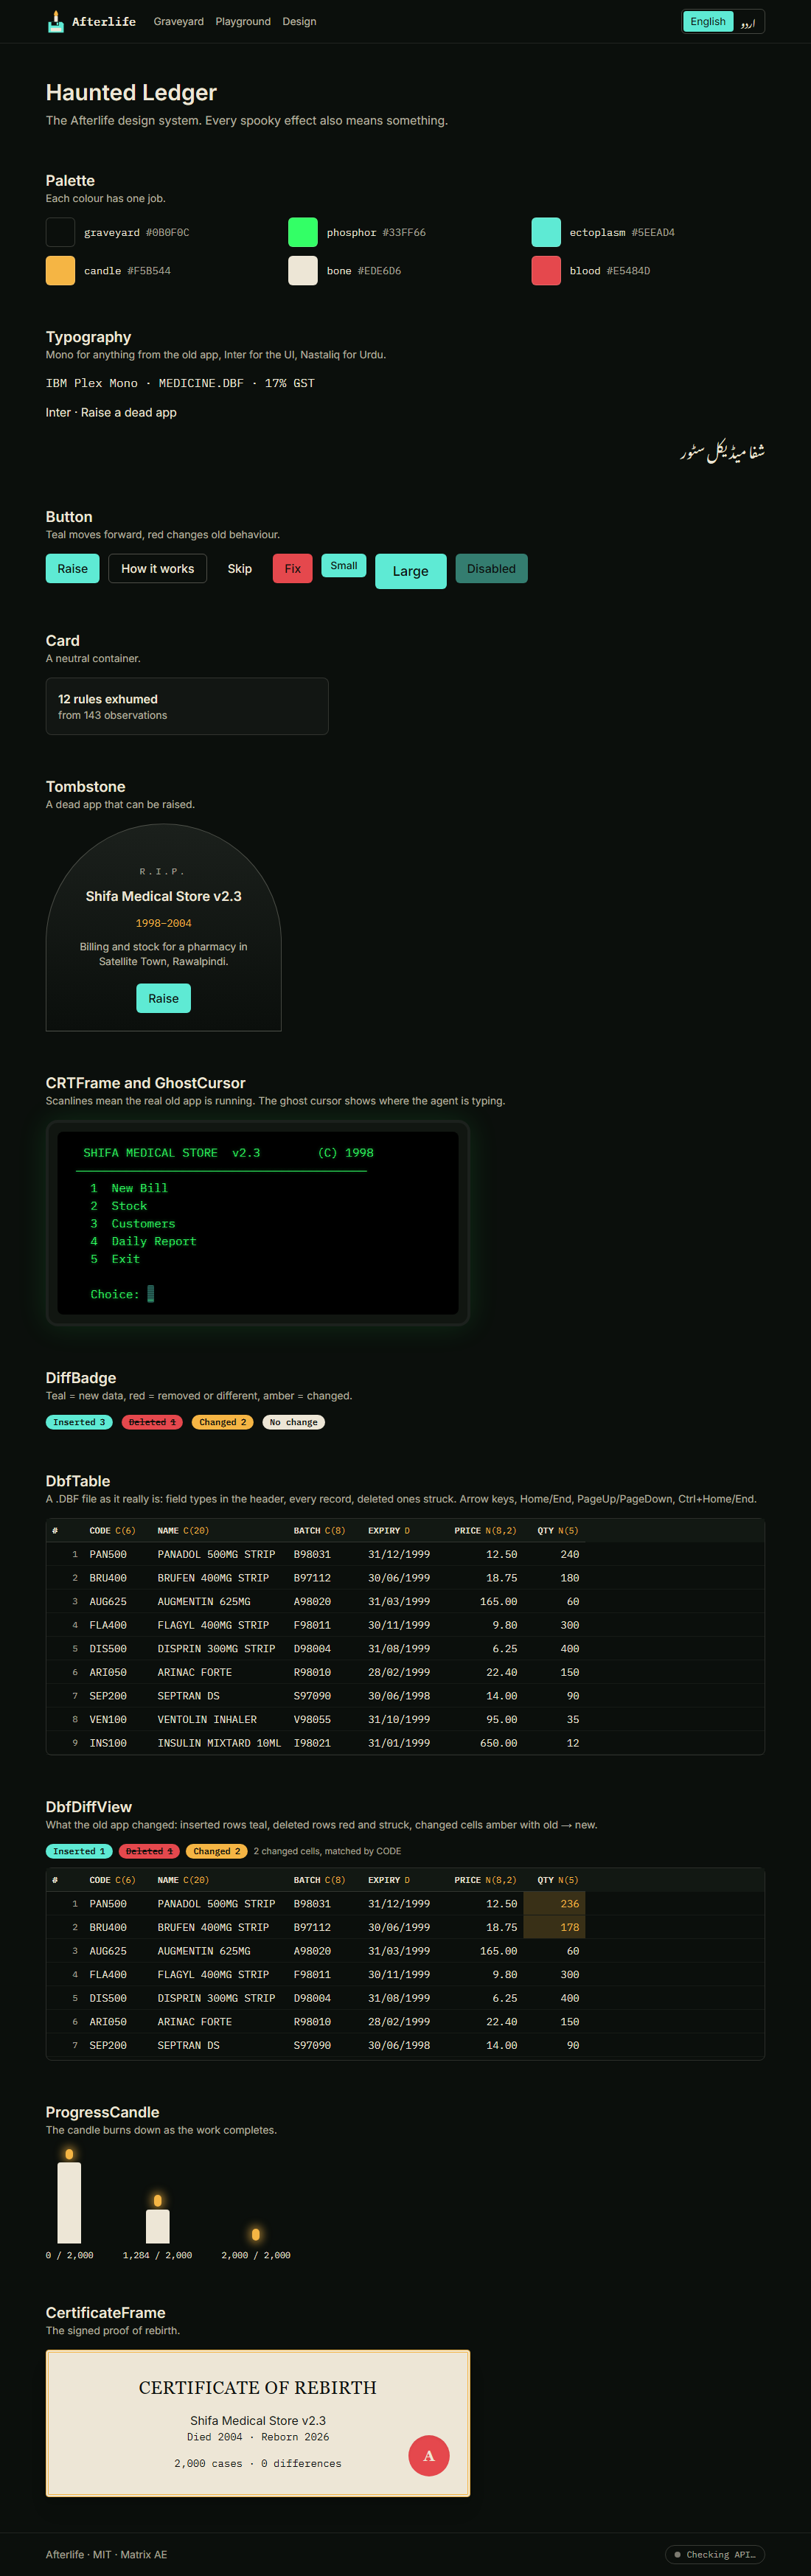 Afterlife Graveyard Playground Design English اردو
Haunted Ledger
The Afterlife design system. Every spooky effect also means something.
Palette
Each colour has one job.
graveyard #0B0F0C phosphor #33FF66 ectoplasm #5EEAD4
candle #F5B544 bone #EDE6D6 blood #E5484D
Typography
Mono for anything from the old app, Inter for the UI, Nastaliq for Urdu.
IBM Plex Mono · MEDICINE.DBF · 17% GST
Inter · Raise a dead app
شفا میڈیکل سٹور
Button
Teal moves forward, red changes old behaviour.
Raise How it works Skip Fix Small Large Disabled
Card
A neutral container.
12 rules exhumed
from 143 observations
Tombstone
A dead app that can be raised.
R.I.P.
Shifa Medical Store v2.3
1998–2004
Billing and stock for a pharmacy in
Satellite Town, Rawalpindi.
Raise
CRTFrame and GhostCursor
Scanlines mean the real old app is running. The ghost cursor shows where the agent is typing.
SHIFA MEDICAL STORE v2.3 (C) 1998
1 New Bill
2 Stock
3 Customers
4 Daily Report
5 Exit
Choice: _
DiffBadge
Teal = new data, red = removed or different, amber = changed.
Inserted 3 Deleted 1 Changed 2 No change
DbfTable
A .DBF file as it really is: field types in the header, every record, deleted ones struck. Arrow keys, Home/End, PageUp/PageDown, Ctrl+Home/End.
# CODE C(6) NAME C(20) BATCH C(8) EXPIRY D PRICE N(8,2) QTY N(5)
1 PAN500 PANADOL 500MG STRIP B98031 31/12/1999 12.50 240
2 BRU400 BRUFEN 400MG STRIP B97112 30/06/1999 18.75 180
3 AUG625 AUGMENTIN 625MG A98020 31/03/1999 165.00 60
4 FLA400 FLAGYL 400MG STRIP F98011 30/11/1999 9.80 300
5 DIS500 DISPRIN 300MG STRIP D98004 31/08/1999 6.25 400
6 ARI050 ARINAC FORTE R98010 28/02/1999 22.40 150
7 SEP200 SEPTRAN DS S97090 30/06/1998 14.00 90
8 VEN100 VENTOLIN INHALER V98055 31/10/1999 95.00 35
9 INS100 INSULIN MIXTARD 10ML I98021 31/01/1999 650.00 12
DbfDiffView
What the old app changed: inserted rows teal, deleted rows red and struck, changed cells amber with old → new.
Inserted 1 Deleted 1 Changed 2 2 changed cells, matched by CODE
# CODE C(6) NAME C(20) BATCH C(8) EXPIRY D PRICE N(8,2) QTY N(5)
1 PAN500 PANADOL 500MG STRIP B98031 31/12/1999 12.50 236
2 BRU400 BRUFEN 400MG STRIP B97112 30/06/1999 18.75 178
3 AUG625 AUGMENTIN 625MG A98020 31/03/1999 165.00 60
4 FLA400 FLAGYL 400MG STRIP F98011 30/11/1999 9.80 300
5 DIS500 DISPRIN 300MG STRIP D98004 31/08/1999 6.25 400
6 ARI050 ARINAC FORTE R98010 28/02/1999 22.40 150
7 SEP200 SEPTRAN DS S97090 30/06/1998 14.00 90
ProgressCandle
The candle burns down as the work completes.
0 / 2,000 1,284 / 2,000 2,000 / 2,000
CertificateFrame
The signed proof of rebirth.
CERTIFICATE OF REBIRTH
Shifa Medical Store v2.3
Died 2004 · Reborn 2026
2,000 cases · 0 differences
A
Afterlife · MIT · Matrix AE Checking API…